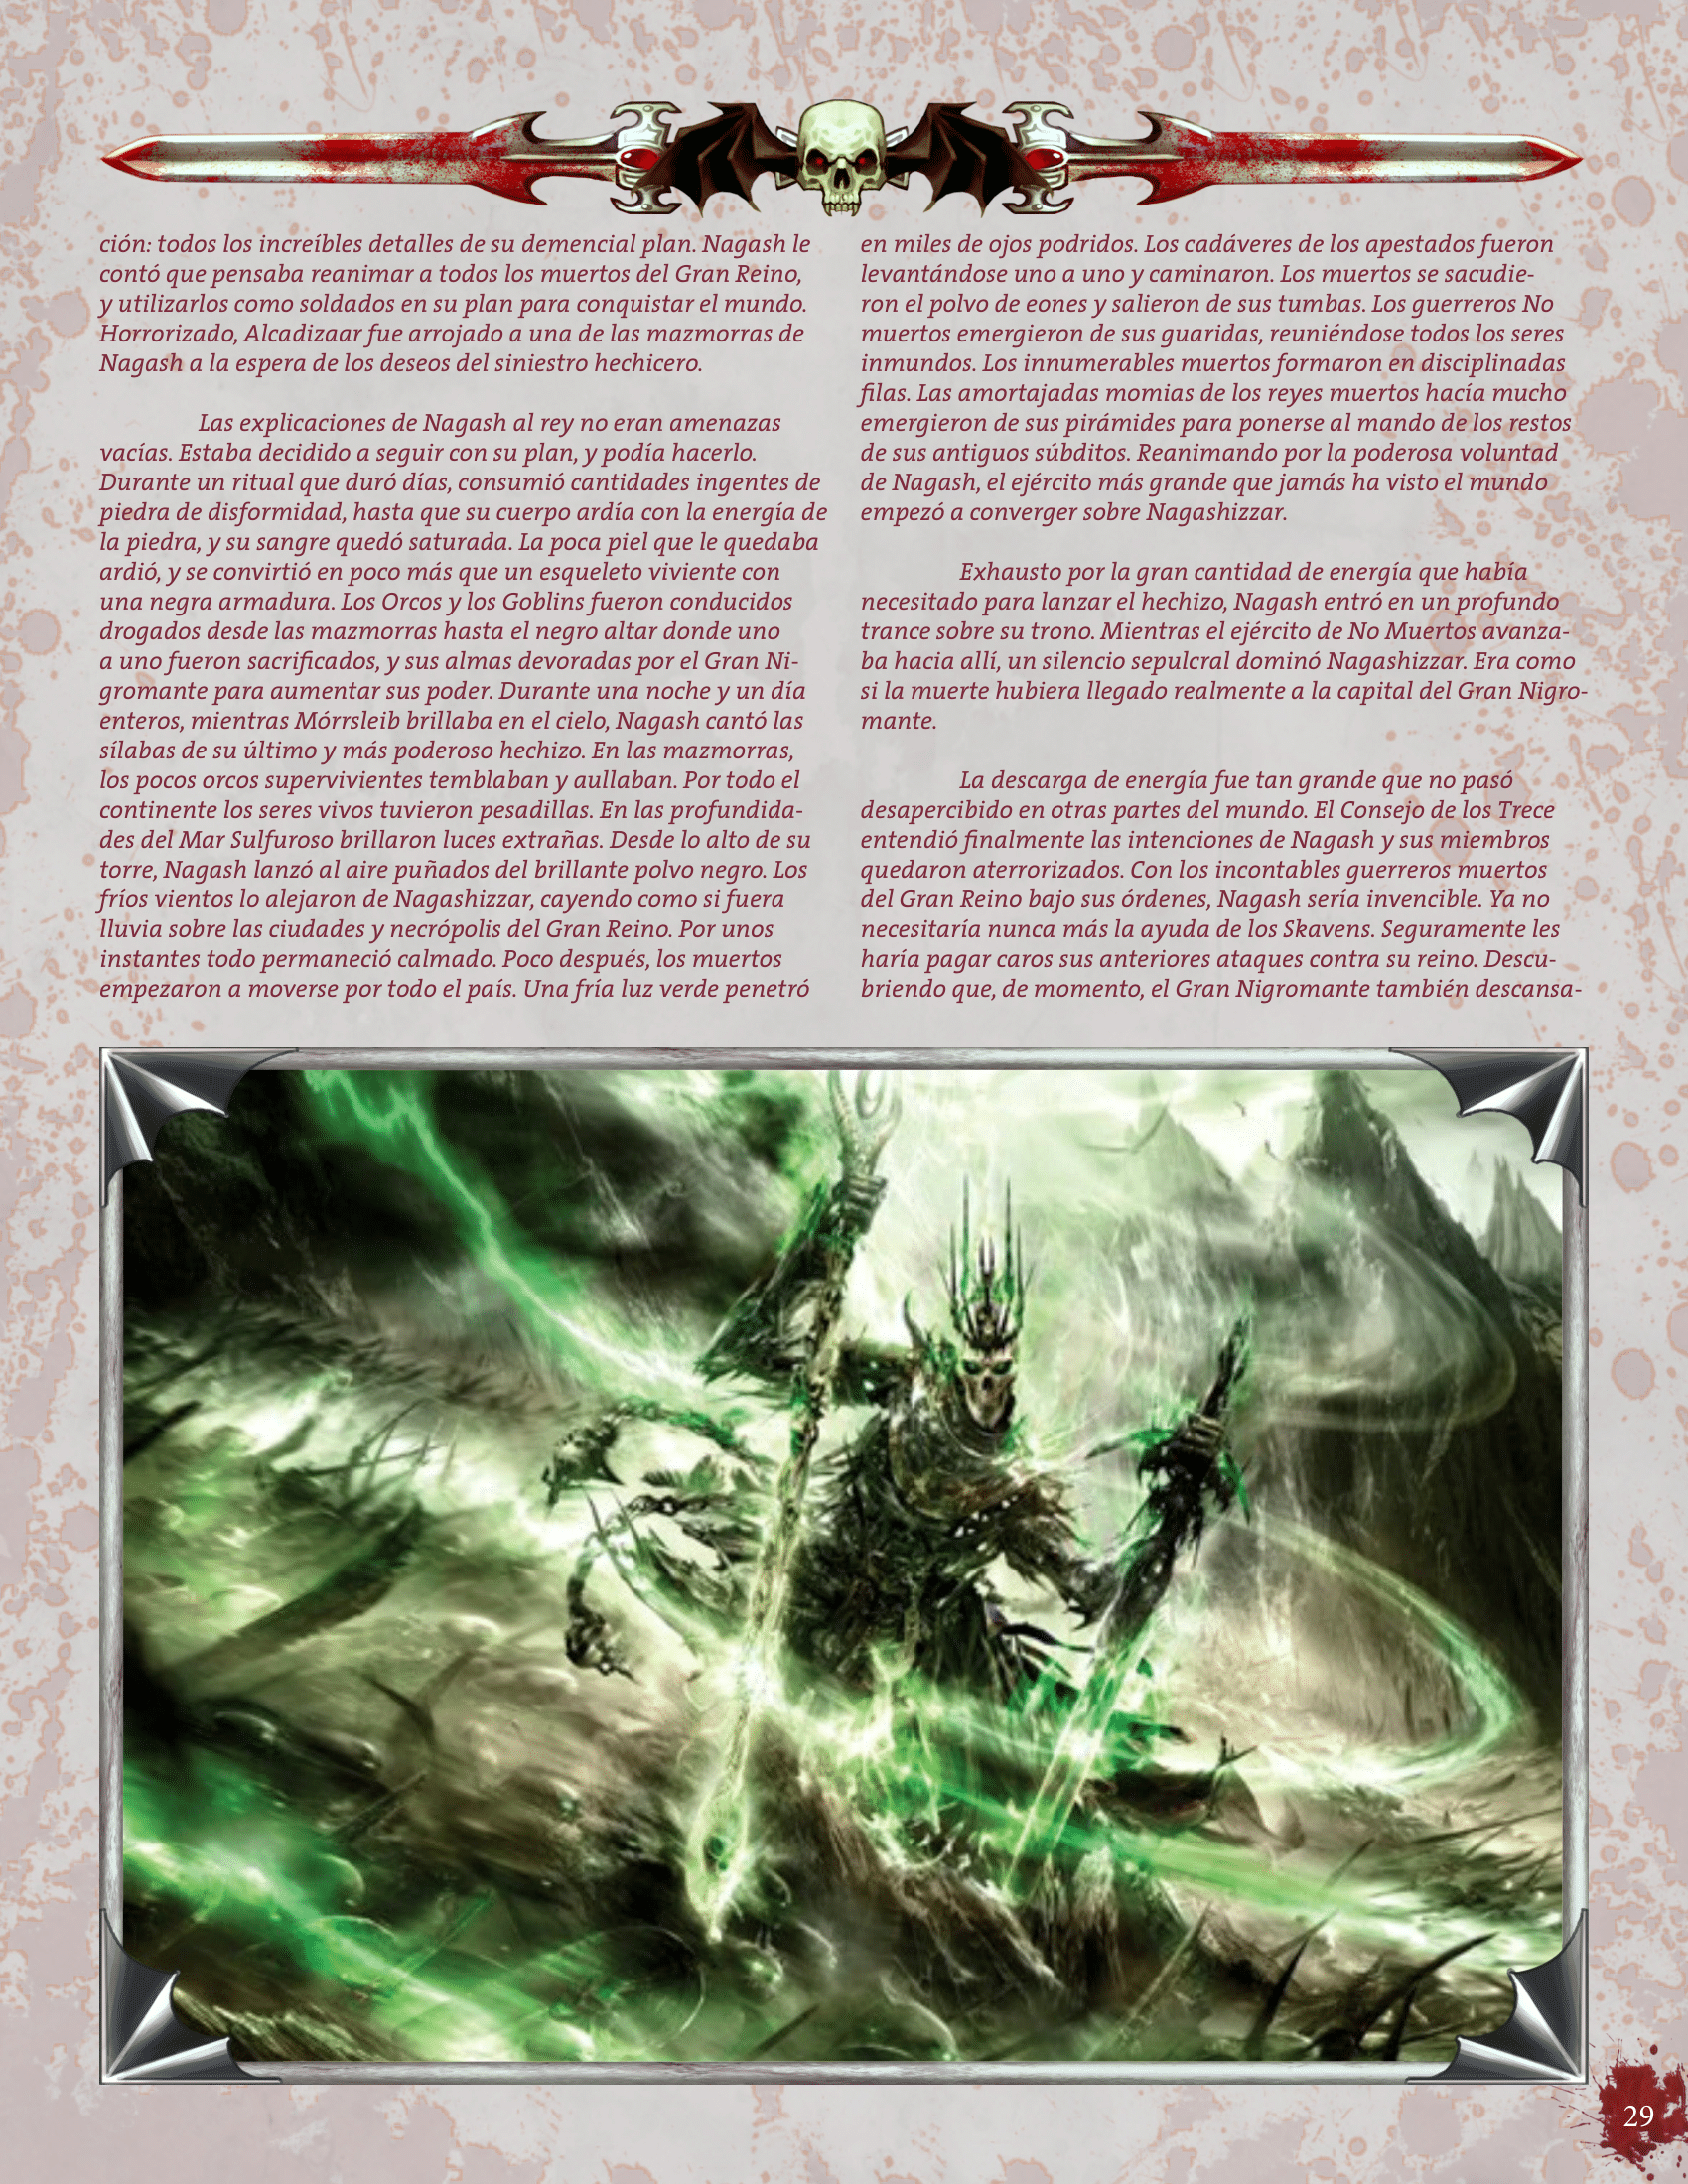 ción: todos los increíbles detalles de su demencial plan. Nagash le
contó que pensaba reanimar a todos los muertos del Gran Reino,
y utilizarlos como soldados en su plan para conquistar el mundo.
Horrorizado, Alcadizaar fue arrojado a una de las mazmorras de
Nagash a la espera de los deseos del siniestro hechicero.
Las explicaciones de Nagash al rey no eran amenazas
vacías. Estaba decidido a seguir con su plan, y podía hacerlo.
Durante un ritual que duró días, consumió cantidades ingentes de
piedra de disformidad, hasta que su cuerpo ardía con la energía de
la piedra, y su sangre quedó saturada. La poca piel que le quedaba
ardió, y se convirtió en poco más que un esqueleto viviente con
una negra armadura. Los Orcos y los Goblins fueron conducidos
drogados desde las mazmorras hasta el negro altar donde uno
a uno fueron sacrificados, y sus almas devoradas por el Gran Ni-
gromante para aumentar sus poder. Durante una noche y un día
enteros, mientras Mórrsleib brillaba en el cielo, Nagash cantó las
sílabas de su último y más poderoso hechizo. En las mazmorras,
los pocos orcos supervivientes temblaban y aullaban. Por todo el
continente los seres vivos tuvieron pesadillas. En las profundida-
des del Mar Sulfuroso brillaron luces extrañas. Desde lo alto de su
torre, Nagash lanzó al aire puñados del brillante polvo negro. Los
fríos vientos lo alejaron de Nagashizzar, cayendo como si fuera
lluvia sobre las ciudades y necrópolis del Gran Reino. Por unos
instantes todo permaneció calmado. Poco después, los muertos
empezaron a moverse por todo el país. Una fría luz verde penetró
en miles de ojos podridos. Los cadáveres de los apestados fueron
levantándose uno a uno y caminaron. Los muertos se sacudie-
ron el polvo de eones y salieron de sus tumbas. Los guerreros No
muertos emergieron de sus guaridas, reuniéndose todos los seres
inmundos. Los innumerables muertos formaron en disciplinadas
filas. Las amortajadas momias de los reyes muertos hacía mucho
emergieron de sus pirámides para ponerse al mando de los restos
de sus antiguos súbditos. Reanimando por la poderosa voluntad
de Nagash, el ejército más grande que jamás ha visto el mundo
empezó a converger sobre Nagashizzar.
Exhausto por la gran cantidad de energía que había
necesitado para lanzar el hechizo, Nagash entró en un profundo
trance sobre su trono. Mientras el ejército de No Muertos avanza-
ba hacia allí, un silencio sepulcral dominó Nagashizzar. Era como
si la muerte hubiera llegado realmente a la capital del Gran Nigro-
mante.
La descarga de energía fue tan grande que no pasó
desapercibido en otras partes del mundo. El Consejo de los Trece
entendió finalmente las intenciones de Nagash y sus miembros
quedaron aterrorizados. Con los incontables guerreros muertos
del Gran Reino bajo sus órdenes, Nagash sería invencible. Ya no
necesitaría nunca más la ayuda de los Skavens. Seguramente les
haría pagar caros sus anteriores ataques contra su reino. Descu-
briendo que, de momento, el Gran Nigromante también descansa-
29